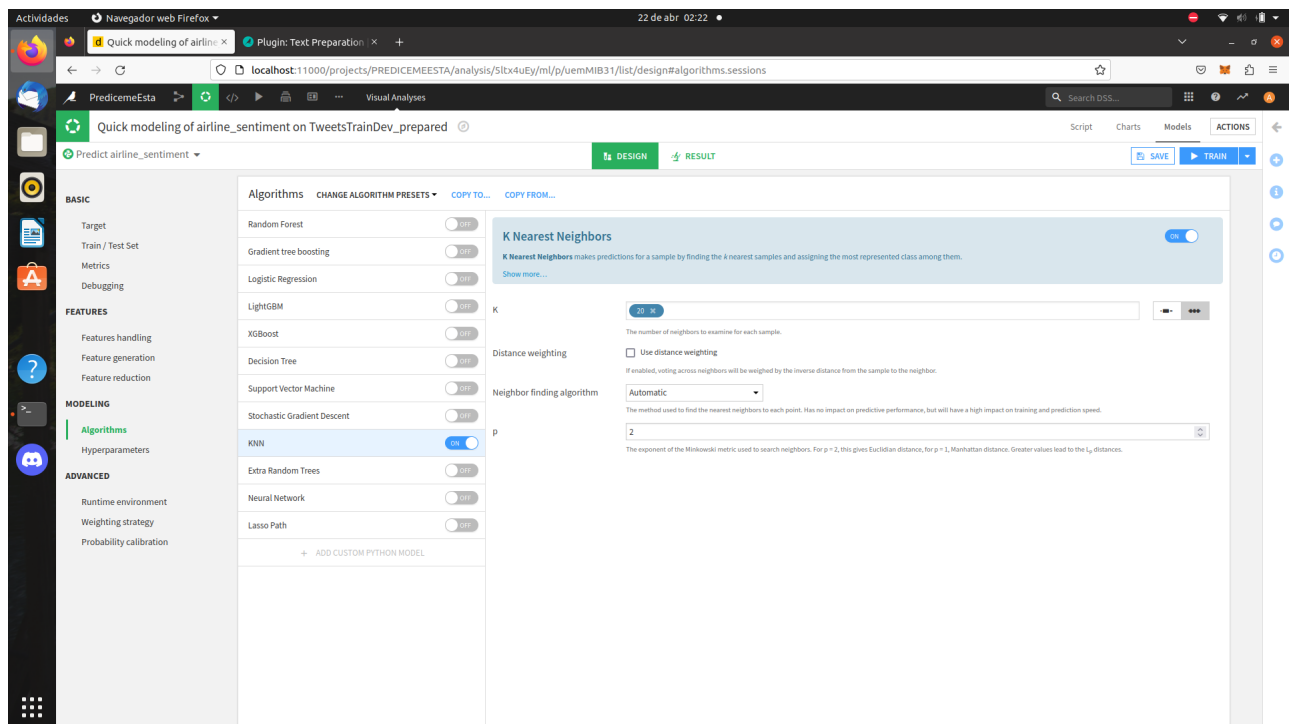 Actividades Navegador web Firefox 22 de abr 02:22
Quick modeling of airline Plugin: Text Preparation
localhost:11000/projects/PREDICEMEESTA/analysis/5ltx4uEy/ml/p/uemMIB31/list/design#algorithms.sessions
PredicemeEsta Visual Analyses Search DSS...
Quick modeling of airline_sentiment on TweetsTrainDev_prepared Script Charts Models ACTIONS
Predict airline_sentiment DESIGN RESULT SAVE TRAIN
BASIC
Target
Train / Test Set
Metrics
Debugging
FEATURES
Features handling
Feature generation
Feature reduction
MODELING
Algorithms
Hyperparameters
ADVANCED
Runtime environment
Weighting strategy
Probability calibration
Algorithms CHANGE ALGORITHM PRESETS COPY TO... COPY FROM...
Random Forest OFF
Gradient tree boosting OFF
Logistic Regression OFF
LightGBM OFF
XGBoost OFF
Decision Tree OFF
Support Vector Machine OFF
Stochastic Gradient Descent OFF
KNN ON
Extra Random Trees OFF
Neural Network OFF
Lasso Path OFF
+ ADD CUSTOM PYTHON MODEL
K Nearest Neighbors ON
K Nearest Neighbors makes predictions for a sample by finding the k nearest samples and assigning the most represented class among them.
Show more...
K 20
The number of neighbors to examine for each sample.
Distance weighting Use distance weighting
If enabled, voting across neighbors will be weighed by the inverse distance from the sample to the neighbor.
Neighbor finding algorithm Automatic
The method used to find the nearest neighbors to each point. Has no impact on predictive performance, but will have a high impact on training and prediction speed.
p 2
The exponent of the Minkowski metric used to search neighbors. For p = 2, this gives Euclidian distance, for p = 1, Manhattan distance. Greater values lead to the Lp distances.